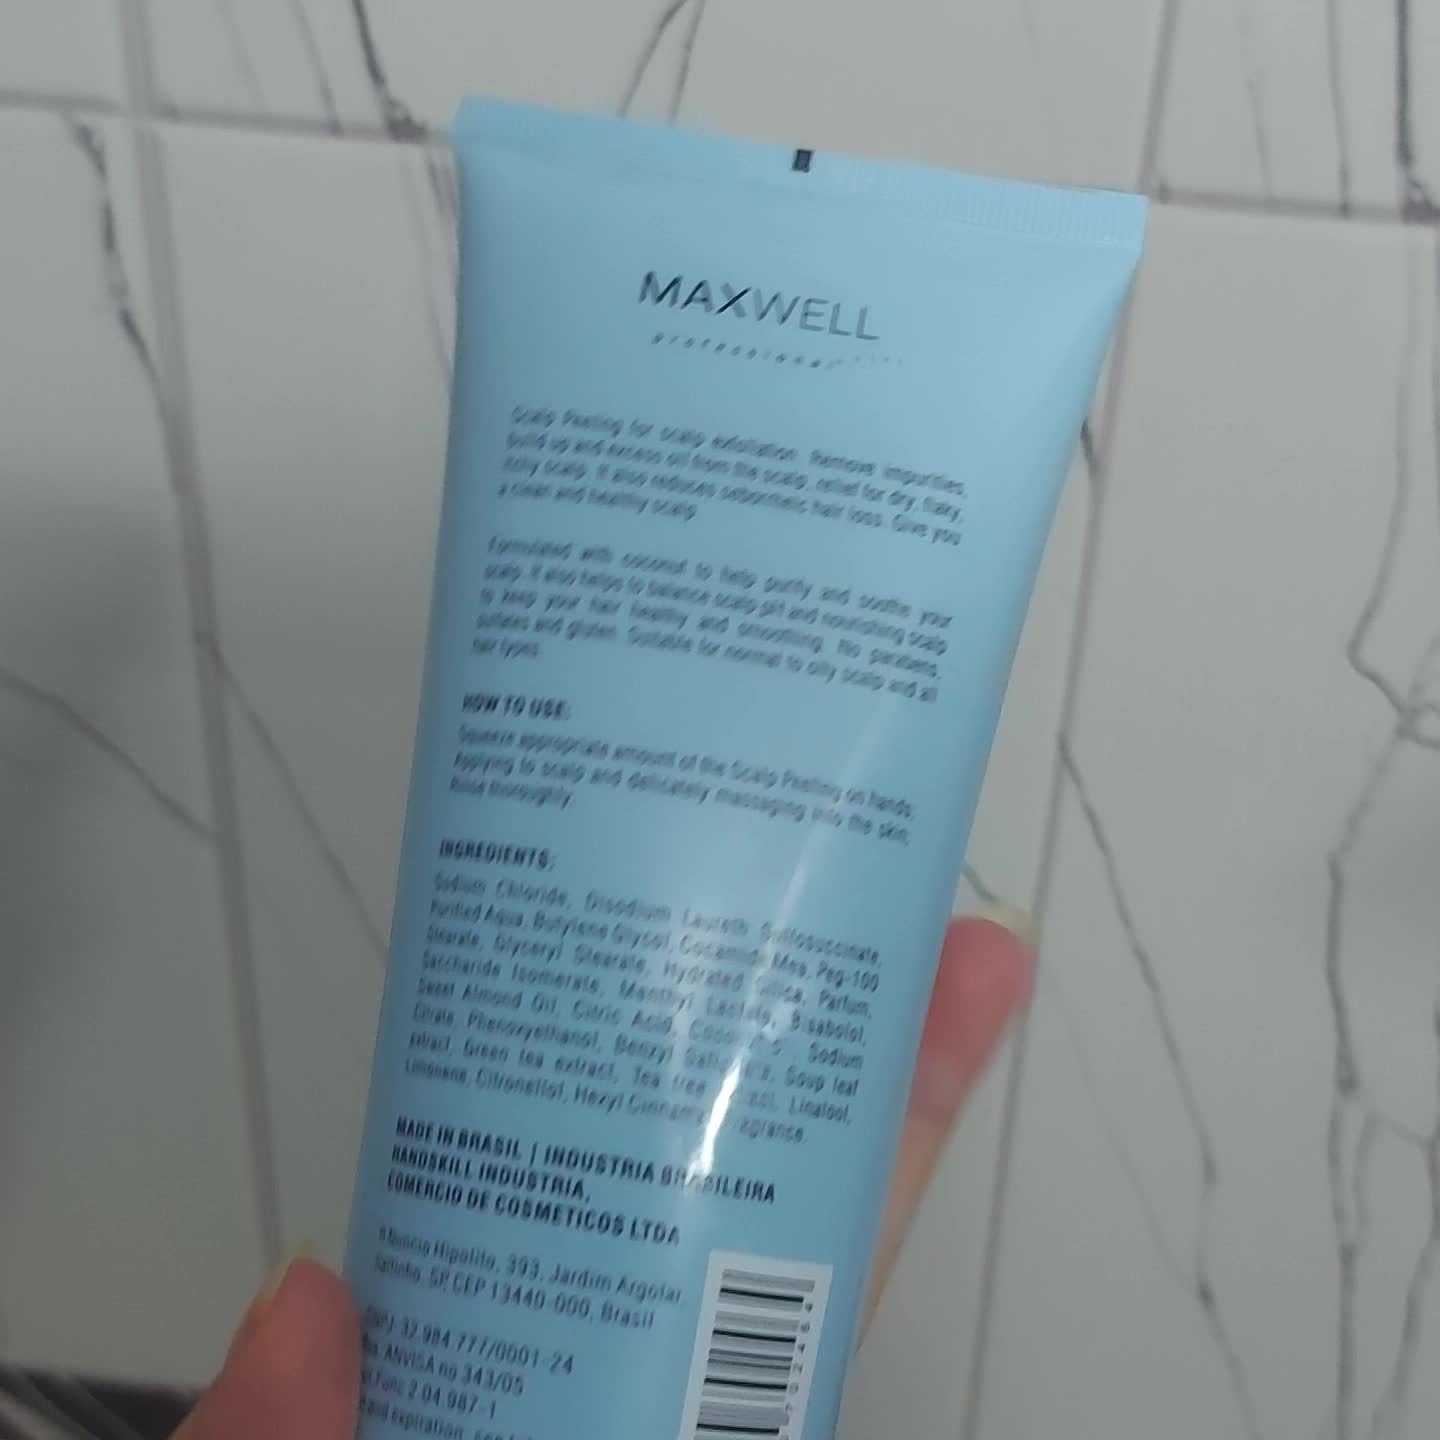 MAXWELL
professional
Scalp Peeling for scalp exfoliation. Remove impurities,
build up and excess oil from the scalp, relief for dry, flaky,
itchy scalp. It also reduces seborrheic hair loss. Give you
a clean and healthy scalp
Formulated with coconut to help purify and soothe your
scalp. It also helps to balance scalp pH and nourishing scalp
to keep your hair healthy and smoothing. No parabens,
sulfates and gluten. Suitable for normal to oily scalp and all
hair types.
HOW TO USE:
Squeeze appropriate amount of the Scalp Peeling on hands,
Applying to scalp and delicately massaging into the skin,
Rinse thoroughly.
INGREDIENTS:
Sodium Chloride, Disodium Laureth Sulfosuccinate,
Purified Aqua, Butylene Glycol, Cocamide Mea, Peg-100
Stearate, Glyceryl Stearate, Hydrated Silica, Parfum,
Saccharide Isomerate, Menthyl Lactate, Bisabolol,
Sweet Almond Oil, Citric Acid, Sodium
Citrate, Phenoxyethanol, Benzyl Soup leaf
extract, Green tea extract, Tea tree Linalool,
Limonene, Citronellol, Hexyl
MADE IN BRASIL | INDUSTRIA BRASILEIRA
HANDSKILL INDUSTRIA,
COMERCIO DE COSMETICOS LTDA
Hipolito, 393, Jardim Argolar
Saltinho, SP, CEP 13440-000, Brasil
32 984 777/0001-24
ANVISA no 343/05
2 04 987-1
expiration,